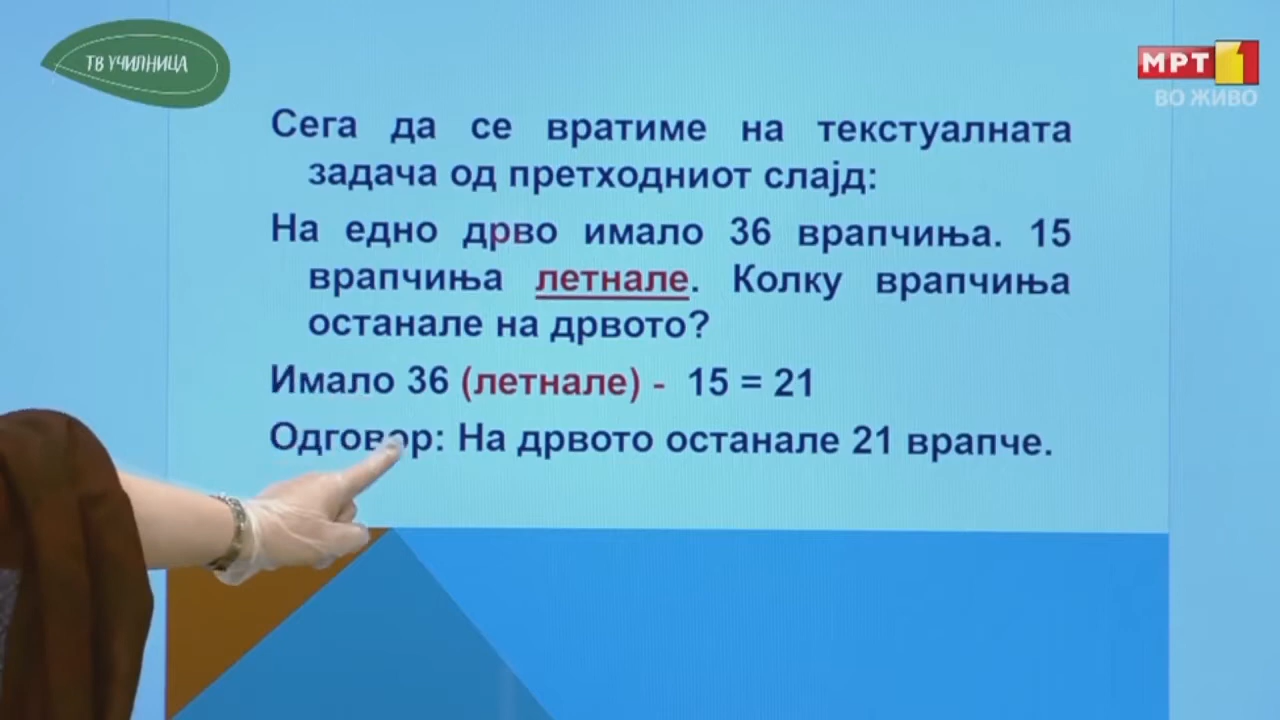 ТВ УЧИЛНИЦА
МРТ 1
ВО ЖИВО
Сега да се вратиме на текстуалната
задача од претходниот слајд:
На едно дрво имало 36 врапчиња. 15
врапчиња летнале. Колку врапчиња
останале на дрвото?
Имало 36 (летнале) - 15 = 21
Одговор: На дрвото останале 21 врапче.